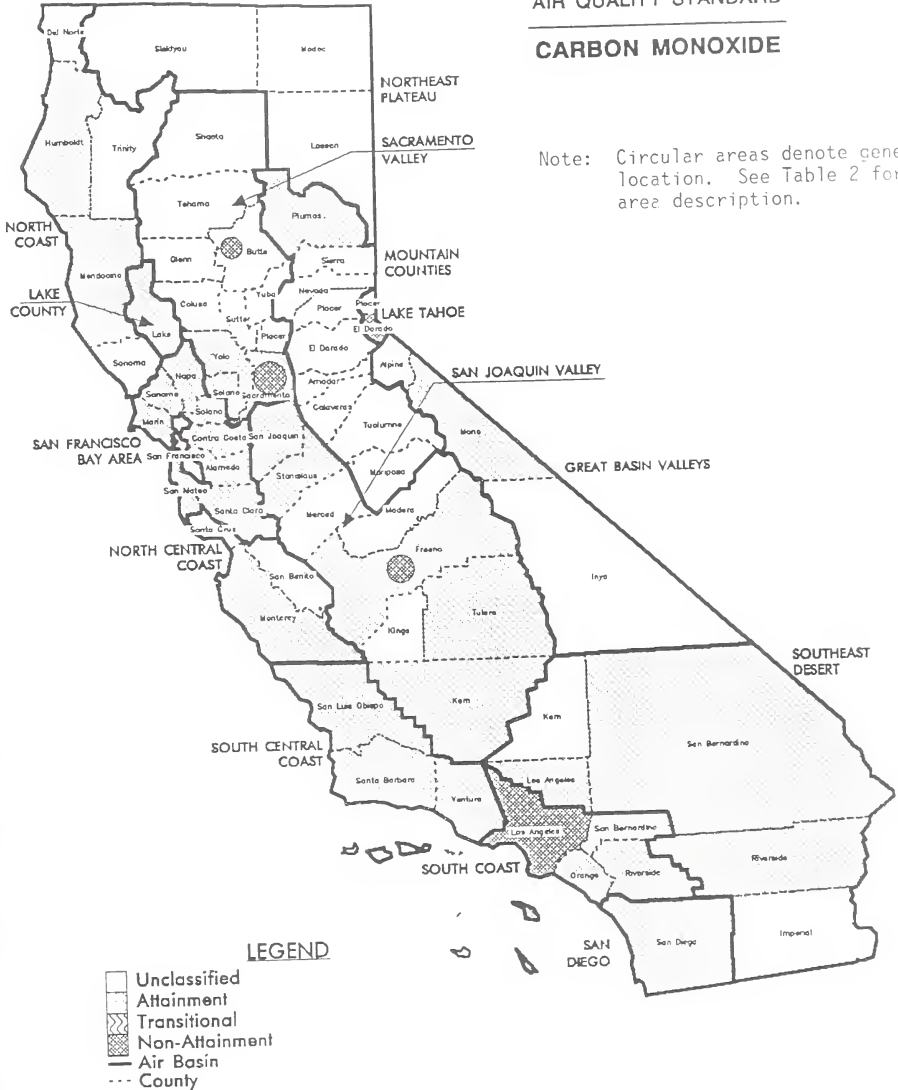 AIR QUALITY STANDARD
CARBON MONOXIDE
Note: Circular areas denote gene
location. See Table 2 for
area description.
Del Norte
Siskiyou
Modoc
NORTHEAST
PLATEAU
Humboldt
Trinity
Shasta
Lassen
SACRAMENTO
VALLEY
Tehama
Plumas
NORTH
COAST
Glenn
Butte
Sierra
MOUNTAIN
COUNTIES
Mendocino
LAKE
COUNTY
Colusa
Yuba
Nevada
Placer
Placer
LAKE TAHOE
Sutter
El Dorado
Lake
Placer
Sonoma
Yolo
El Dorado
Alpine
Napa
SAN JOAQUIN VALLEY
Sonoma
Solano
Sacramento
Amador
Solano
Calaveras
Marin
Tuolumne
Mono
SAN FRANCISCO
BAY AREA
Contra Costa
San Joaquin
San Francisco
Alameda
Stanislaus
Mariposa
GREAT BASIN VALLEYS
San Mateo
Santa Clara
Merced
Madera
Santa Cruz
NORTH CENTRAL
COAST
Fresno
San Benito
Inyo
Monterey
Kings
Tulare
SOUTHEAST
DESERT
San Luis Obispo
Kern
Kern
San Bernardino
SOUTH CENTRAL
COAST
Santa Barbara
Ventura
Los Angeles
Los Angeles
San Bernardino
SOUTH COAST
Orange
Riverside
Riverside
SAN
DIEGO
San Diego
Imperial
LEGEND
Unclassified
Attainment
Transitional
Non-Attainment
Air Basin
County